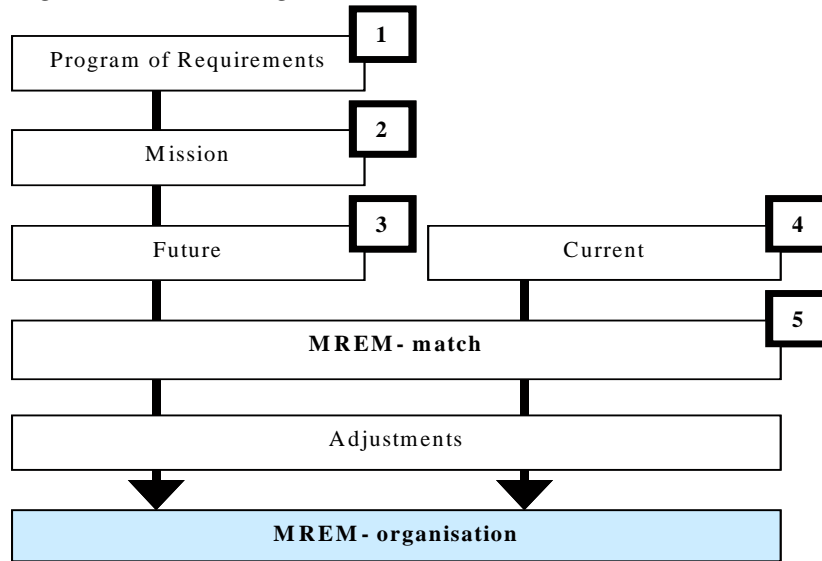 1
Program of Requirements
2
Mission
3
Future
4
Current
5
MREM- match
Adjustments
MREM- organisation